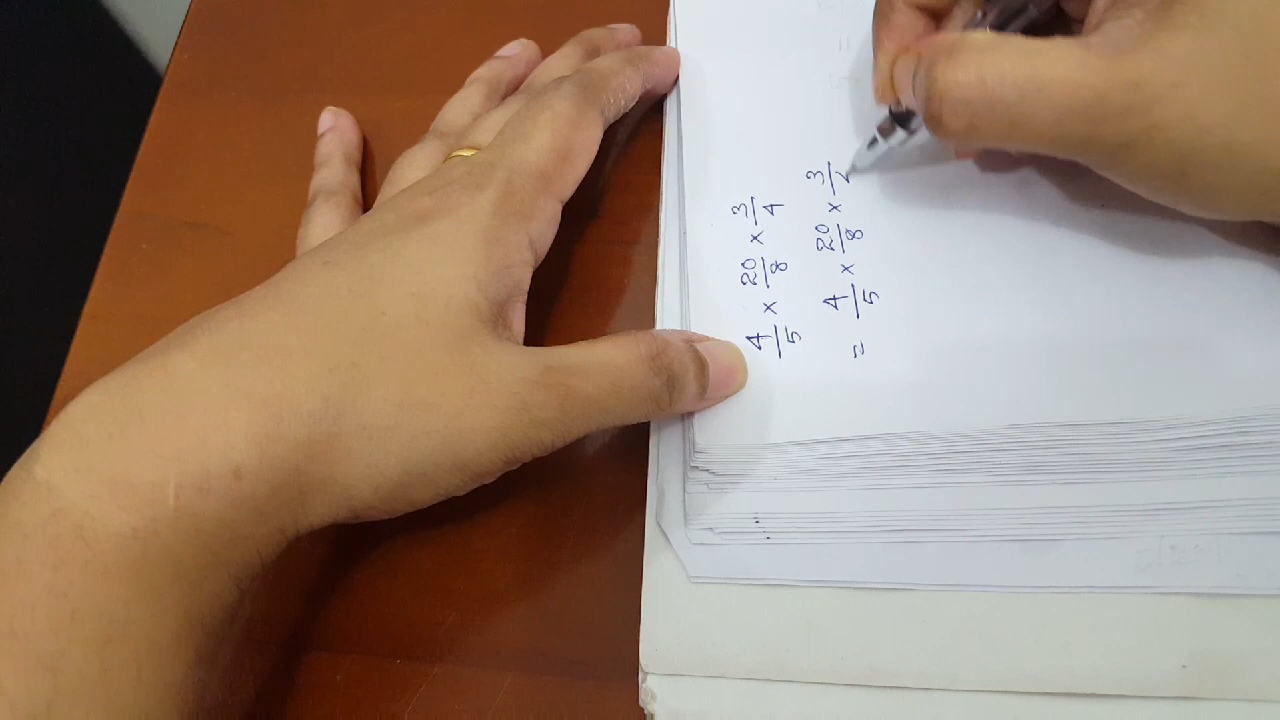 4/5 × 20/8 × 3/4
= 4/5 × 20/8 × 3/